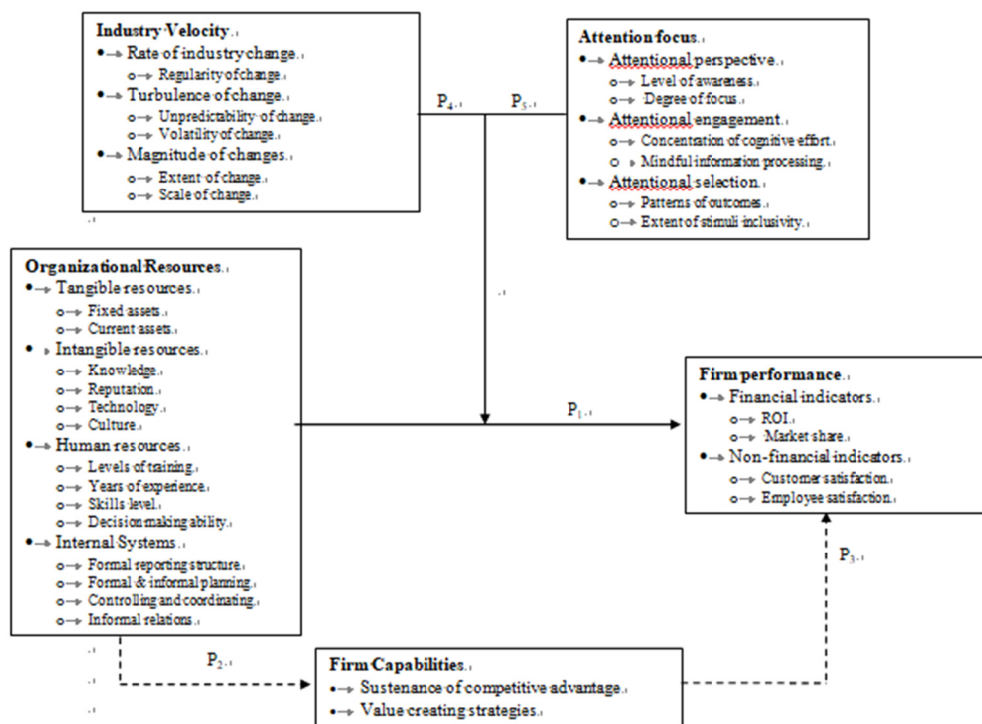 Industry Velocity.
• Rate of industry change.
o Regularity of change.
• Turbulence of change.
o Unpredictability of change.
o Volatility of change.
• Magnitude of changes.
o Extent of change.
o Scale of change.
P4.
P5.
Attention focus.
• Attentional perspective.
o Level of awareness.
o Degree of focus.
• Attentional engagement.
o Concentration of cognitive effort.
o Mindful information processing.
• Attentional selection.
o Patterns of outcomes.
o Extent of stimuli inclusivity.
Organizational Resources.
• Tangible resources.
o Fixed assets.
o Current assets.
• Intangible resources.
o Knowledge.
o Reputation.
o Technology.
o Culture.
• Human resources.
o Levels of training.
o Years of experience.
o Skills level.
o Decision making ability.
• Internal Systems.
o Formal reporting structure.
o Formal & informal planning.
o Controlling and coordinating.
o Informal relations.
P1.
Firm performance.
• Financial indicators.
o ROI.
o Market share.
• Non-financial indicators.
o Customer satisfaction.
o Employee satisfaction.
P3.
P2.
Firm Capabilities.
• Sustenance of competitive advantage.
• Value creating strategies.